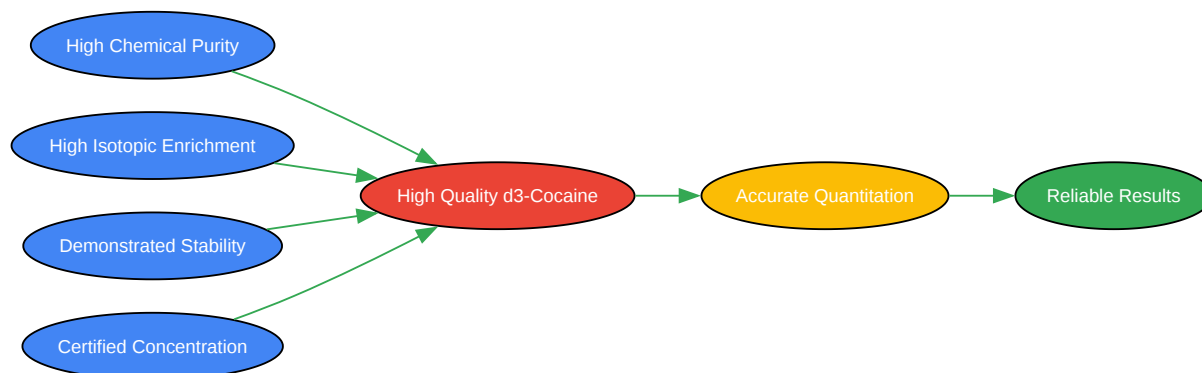 High Chemical Purity
High Isotopic Enrichment
Demonstrated Stability
Certified Concentration
High Quality d3-Cocaine
Accurate Quantitation
Reliable Results